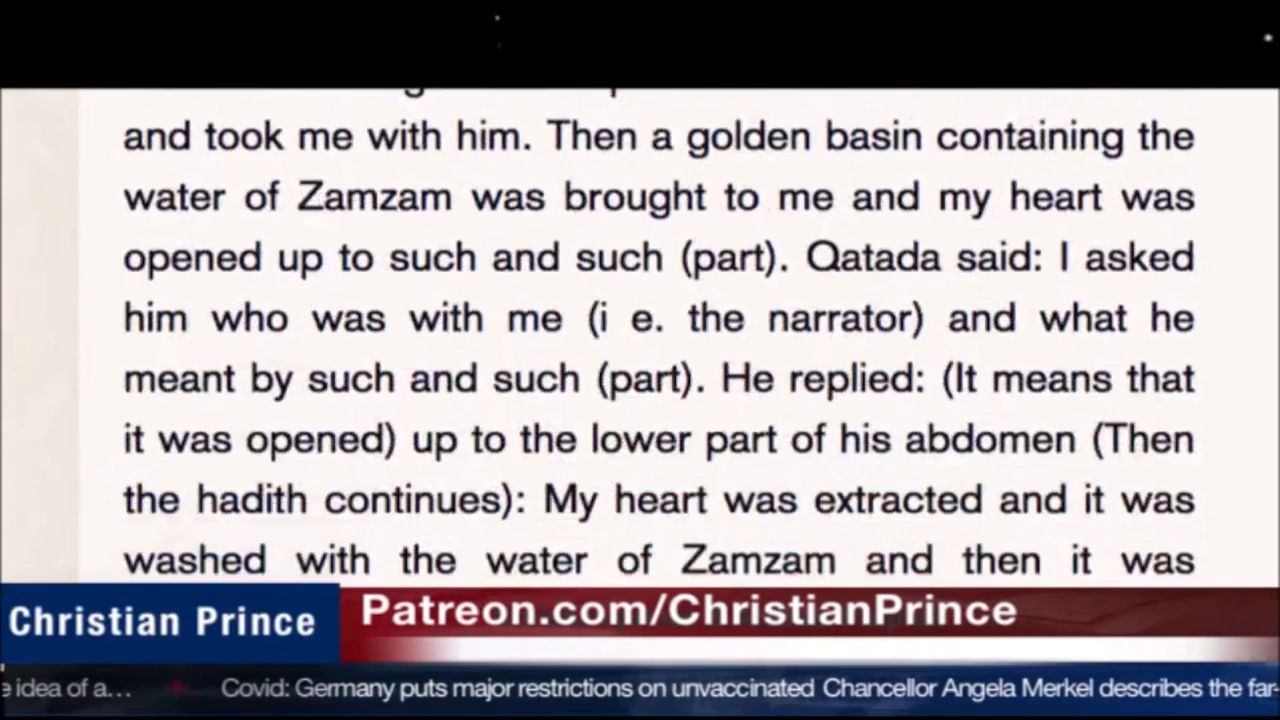 and took me with him. Then a golden basin containing the
water of Zamzam was brought to me and my heart was
opened up to such and such (part). Qatada said: I asked
him who was with me (i e. the narrator) and what he
meant by such and such (part). He replied: (It means that
it was opened) up to the lower part of his abdomen (Then
the hadith continues): My heart was extracted and it was
washed with the water of Zamzam and then it was
Christian Prince
Patreon.com/ChristianPrince
e idea of a...
Covid: Germany puts major restrictions on unvaccinated Chancellor Angela Merkel describes the far-